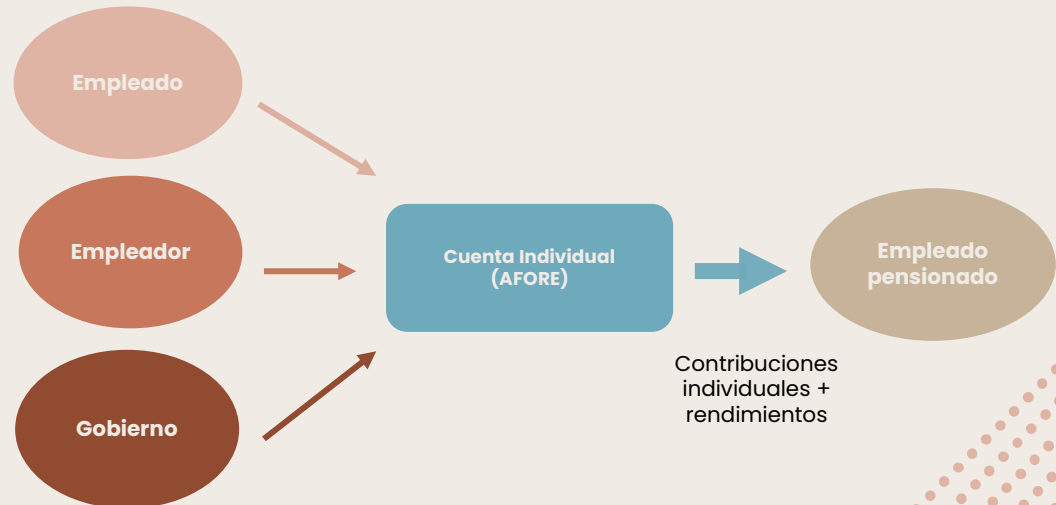 Empleado
Empleador
Gobierno
Cuenta Individual
(AFORE)
Empleado
pensionado
Contribuciones
individuales +
rendimientos